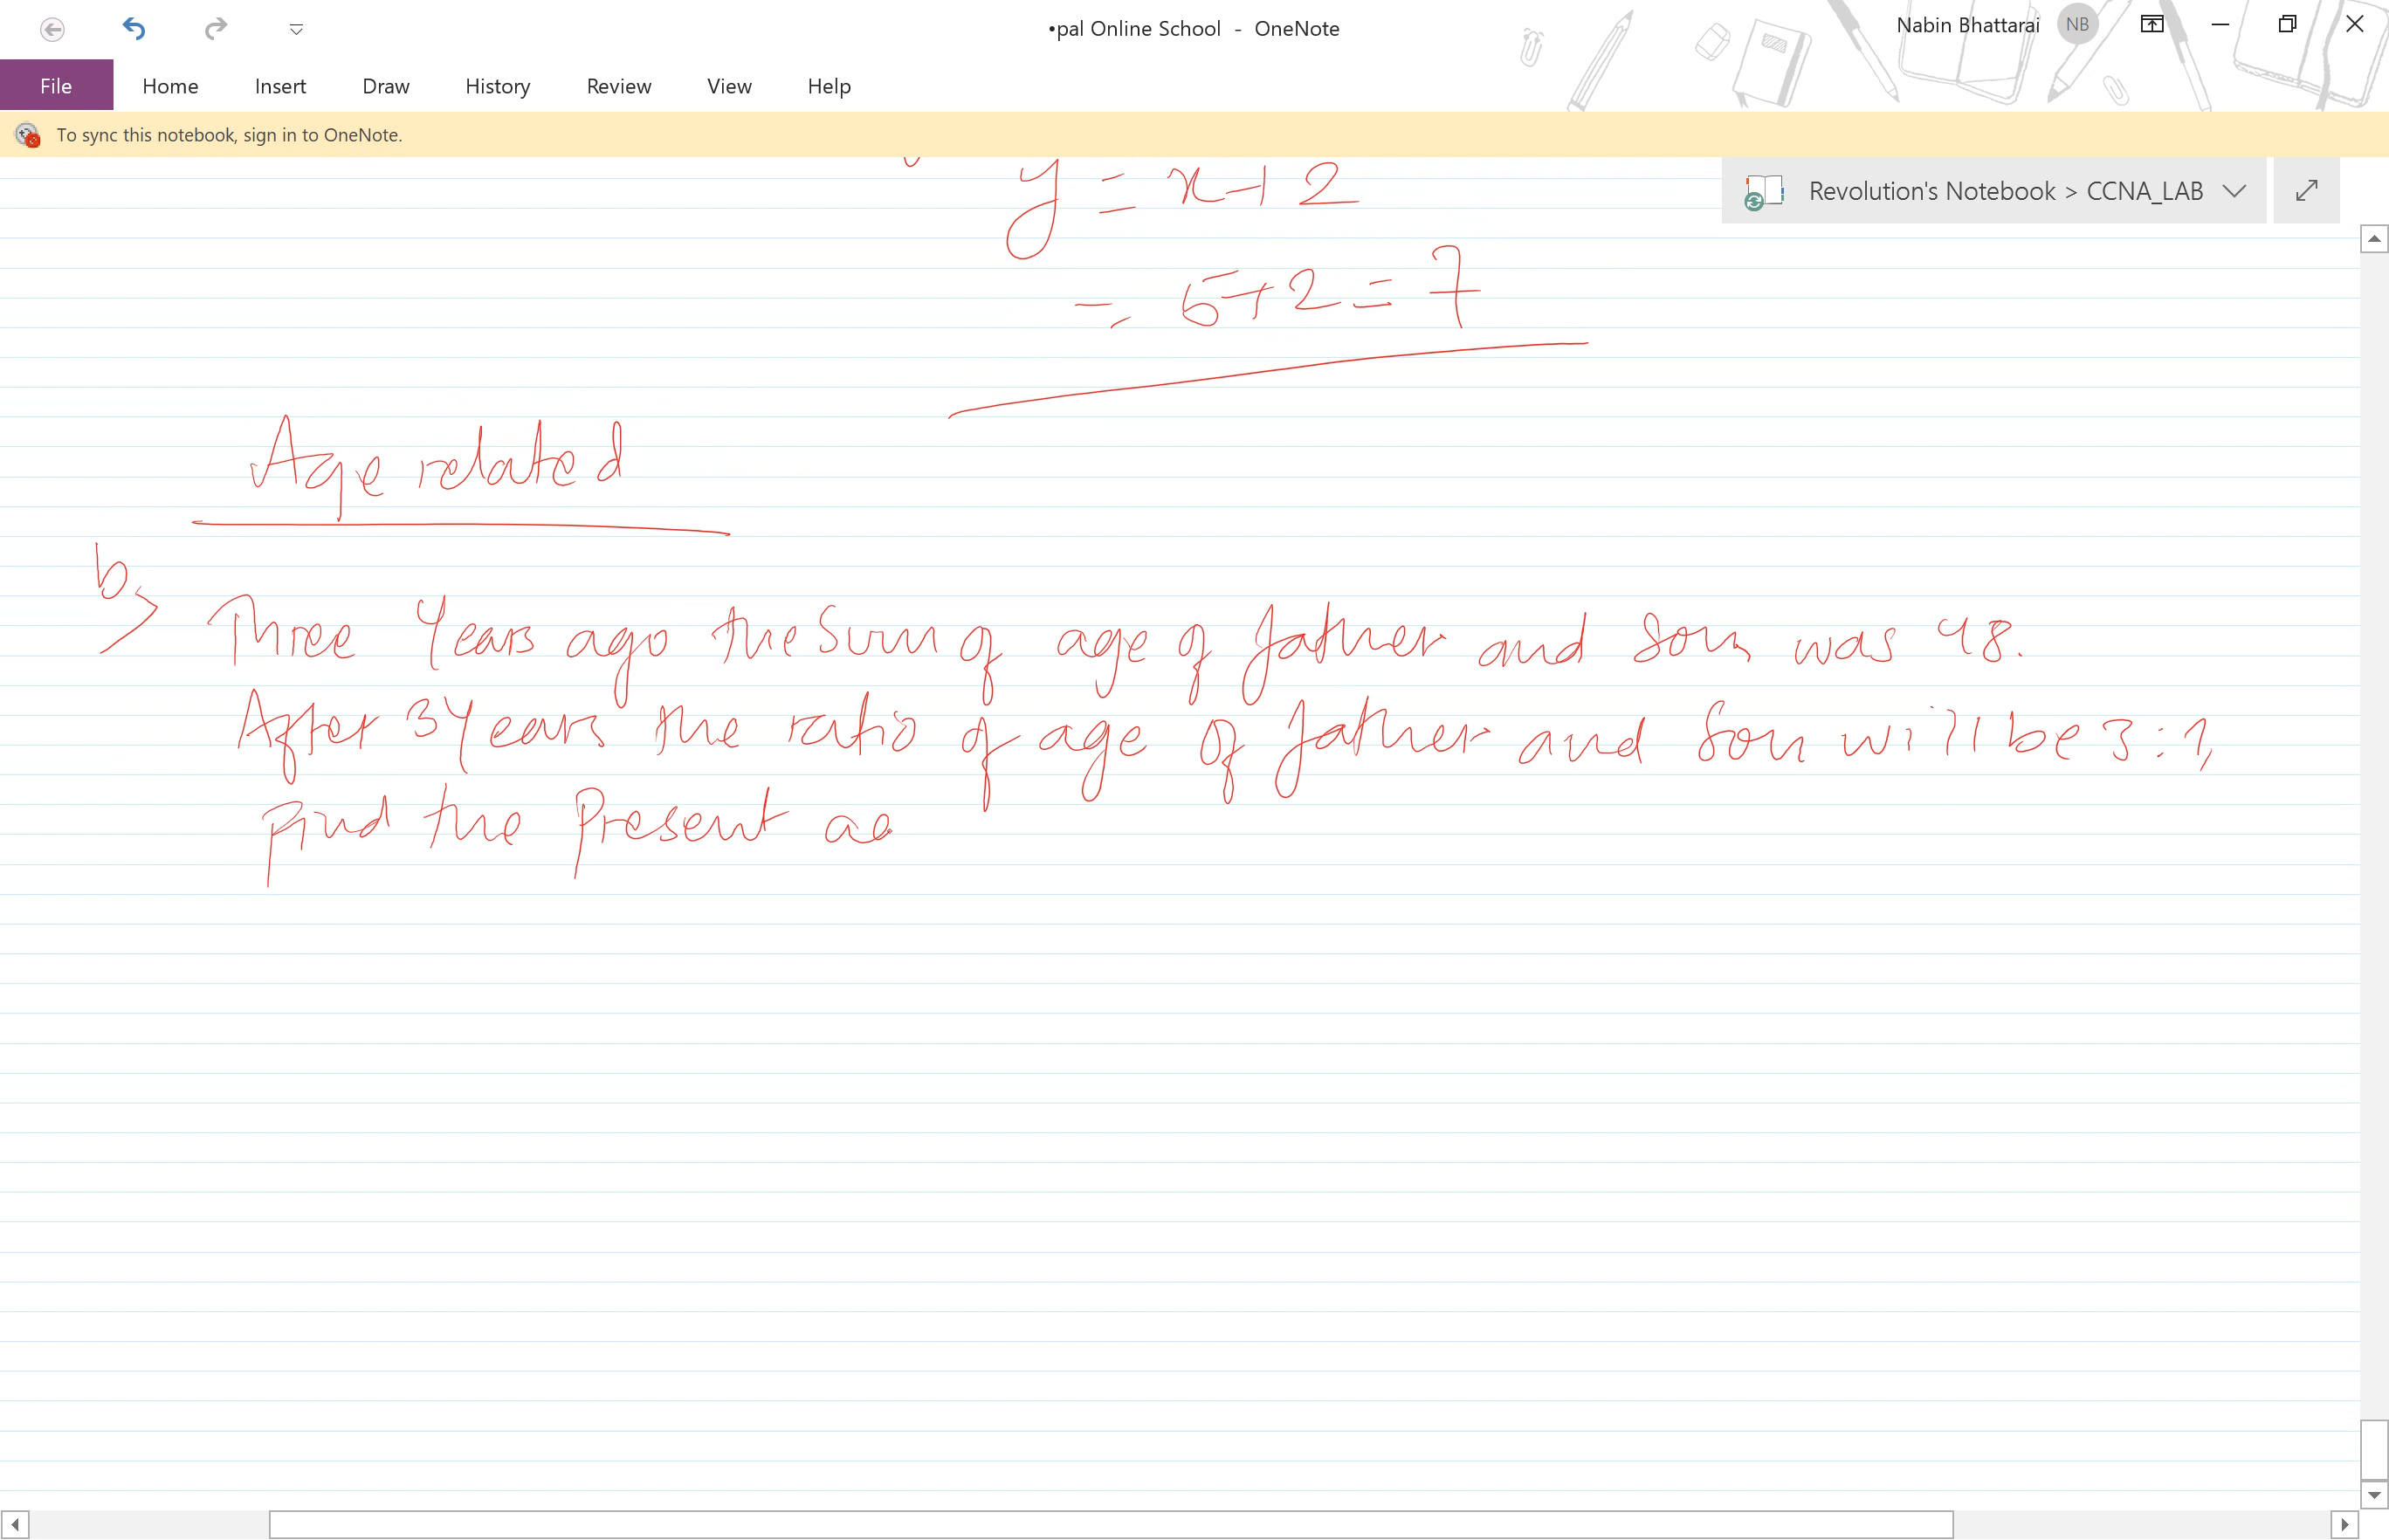 •pal Online School - OneNote
Nabin Bhattarai NB
File Home Insert Draw History Review View Help
To sync this notebook, sign in to OneNote.
Revolution's Notebook > CCNA_LAB
y = x+2
= 5+2 = 7
Age related
b>
Three Years ago the Sum of age of father and Son was 48.
After 3 Years the ratio of age of father and Son will be 3:1,
Find the Present